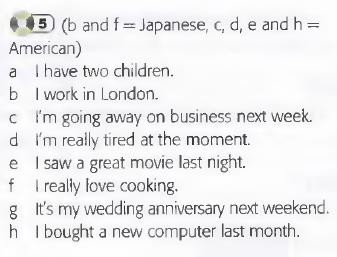 5 (b and f = Japanese, c, d, e and h =
American)
a I have two children.
b I work in London.
c I'm going away on business next week.
d I'm really tired at the moment.
e I saw a great movie last night.
f I really love cooking.
g It's my wedding anniversary next weekend.
h I bought a new computer last month.